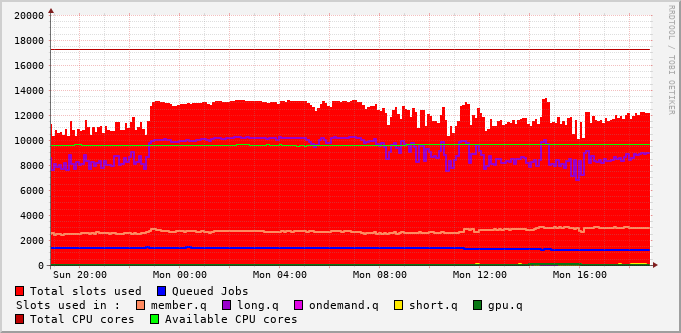 20000
18000
16000
14000
12000
10000
8000
6000
4000
2000
0
Sun 20:00 Mon 00:00 Mon 04:00 Mon 08:00 Mon 12:00 Mon 16:00
RRDTOOL / TOBI OETIKER
Total slots used Queued Jobs
Slots used in : member.q long.q ondemand.q short.q gpu.q
Total CPU cores Available CPU cores